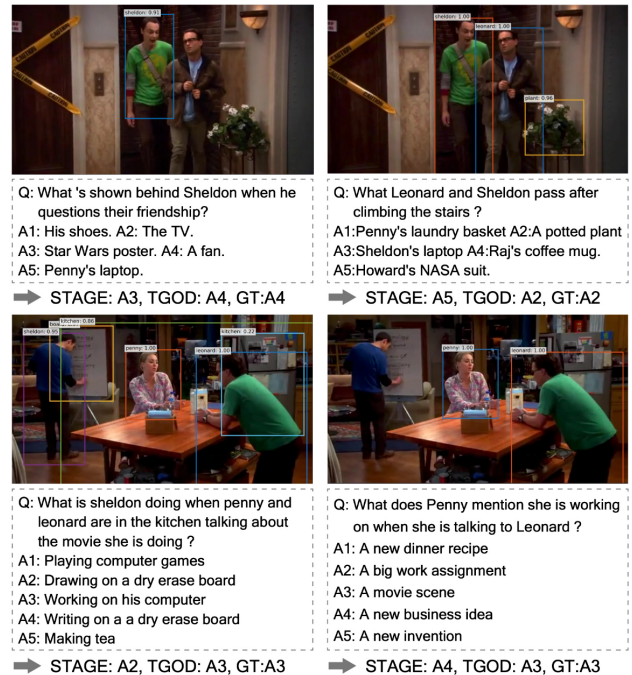 sheldon: 0.91
Q: What 's shown behind Sheldon when he
questions their friendship?
A1: His shoes. A2: The TV.
A3: Star Wars poster. A4: A fan.
A5: Penny's laptop.
STAGE: A3, TGOD: A4, GT:A4
sheldon: 1.00
leonard: 1.00
plant: 0.96
Q: What Leonard and Sheldon pass after
climbing the stairs ?
A1:Penny's laundry basket A2:A potted plant
A3:Sheldon's laptop A4:Raj's coffee mug.
A5:Howard's NASA suit.
STAGE: A5, TGOD: A2, GT:A2
kitchen: 0.86
sheldon: 0.95
kitchen: 0.22
penny: 1.00
leonard: 1.00
Q: What is sheldon doing when penny and
leonard are in the kitchen talking about
the movie she is doing ?
A1: Playing computer games
A2: Drawing on a dry erase board
A3: Working on his computer
A4: Writing on a a dry erase board
A5: Making tea
STAGE: A2, TGOD: A3, GT:A3
penny: 1.00
leonard: 1.00
Q: What does Penny mention she is working
on when she is talking to Leonard ?
A1: A new dinner recipe
A2: A big work assignment
A3: A movie scene
A4: A new business idea
A5: A new invention
STAGE: A4, TGOD: A3, GT:A3